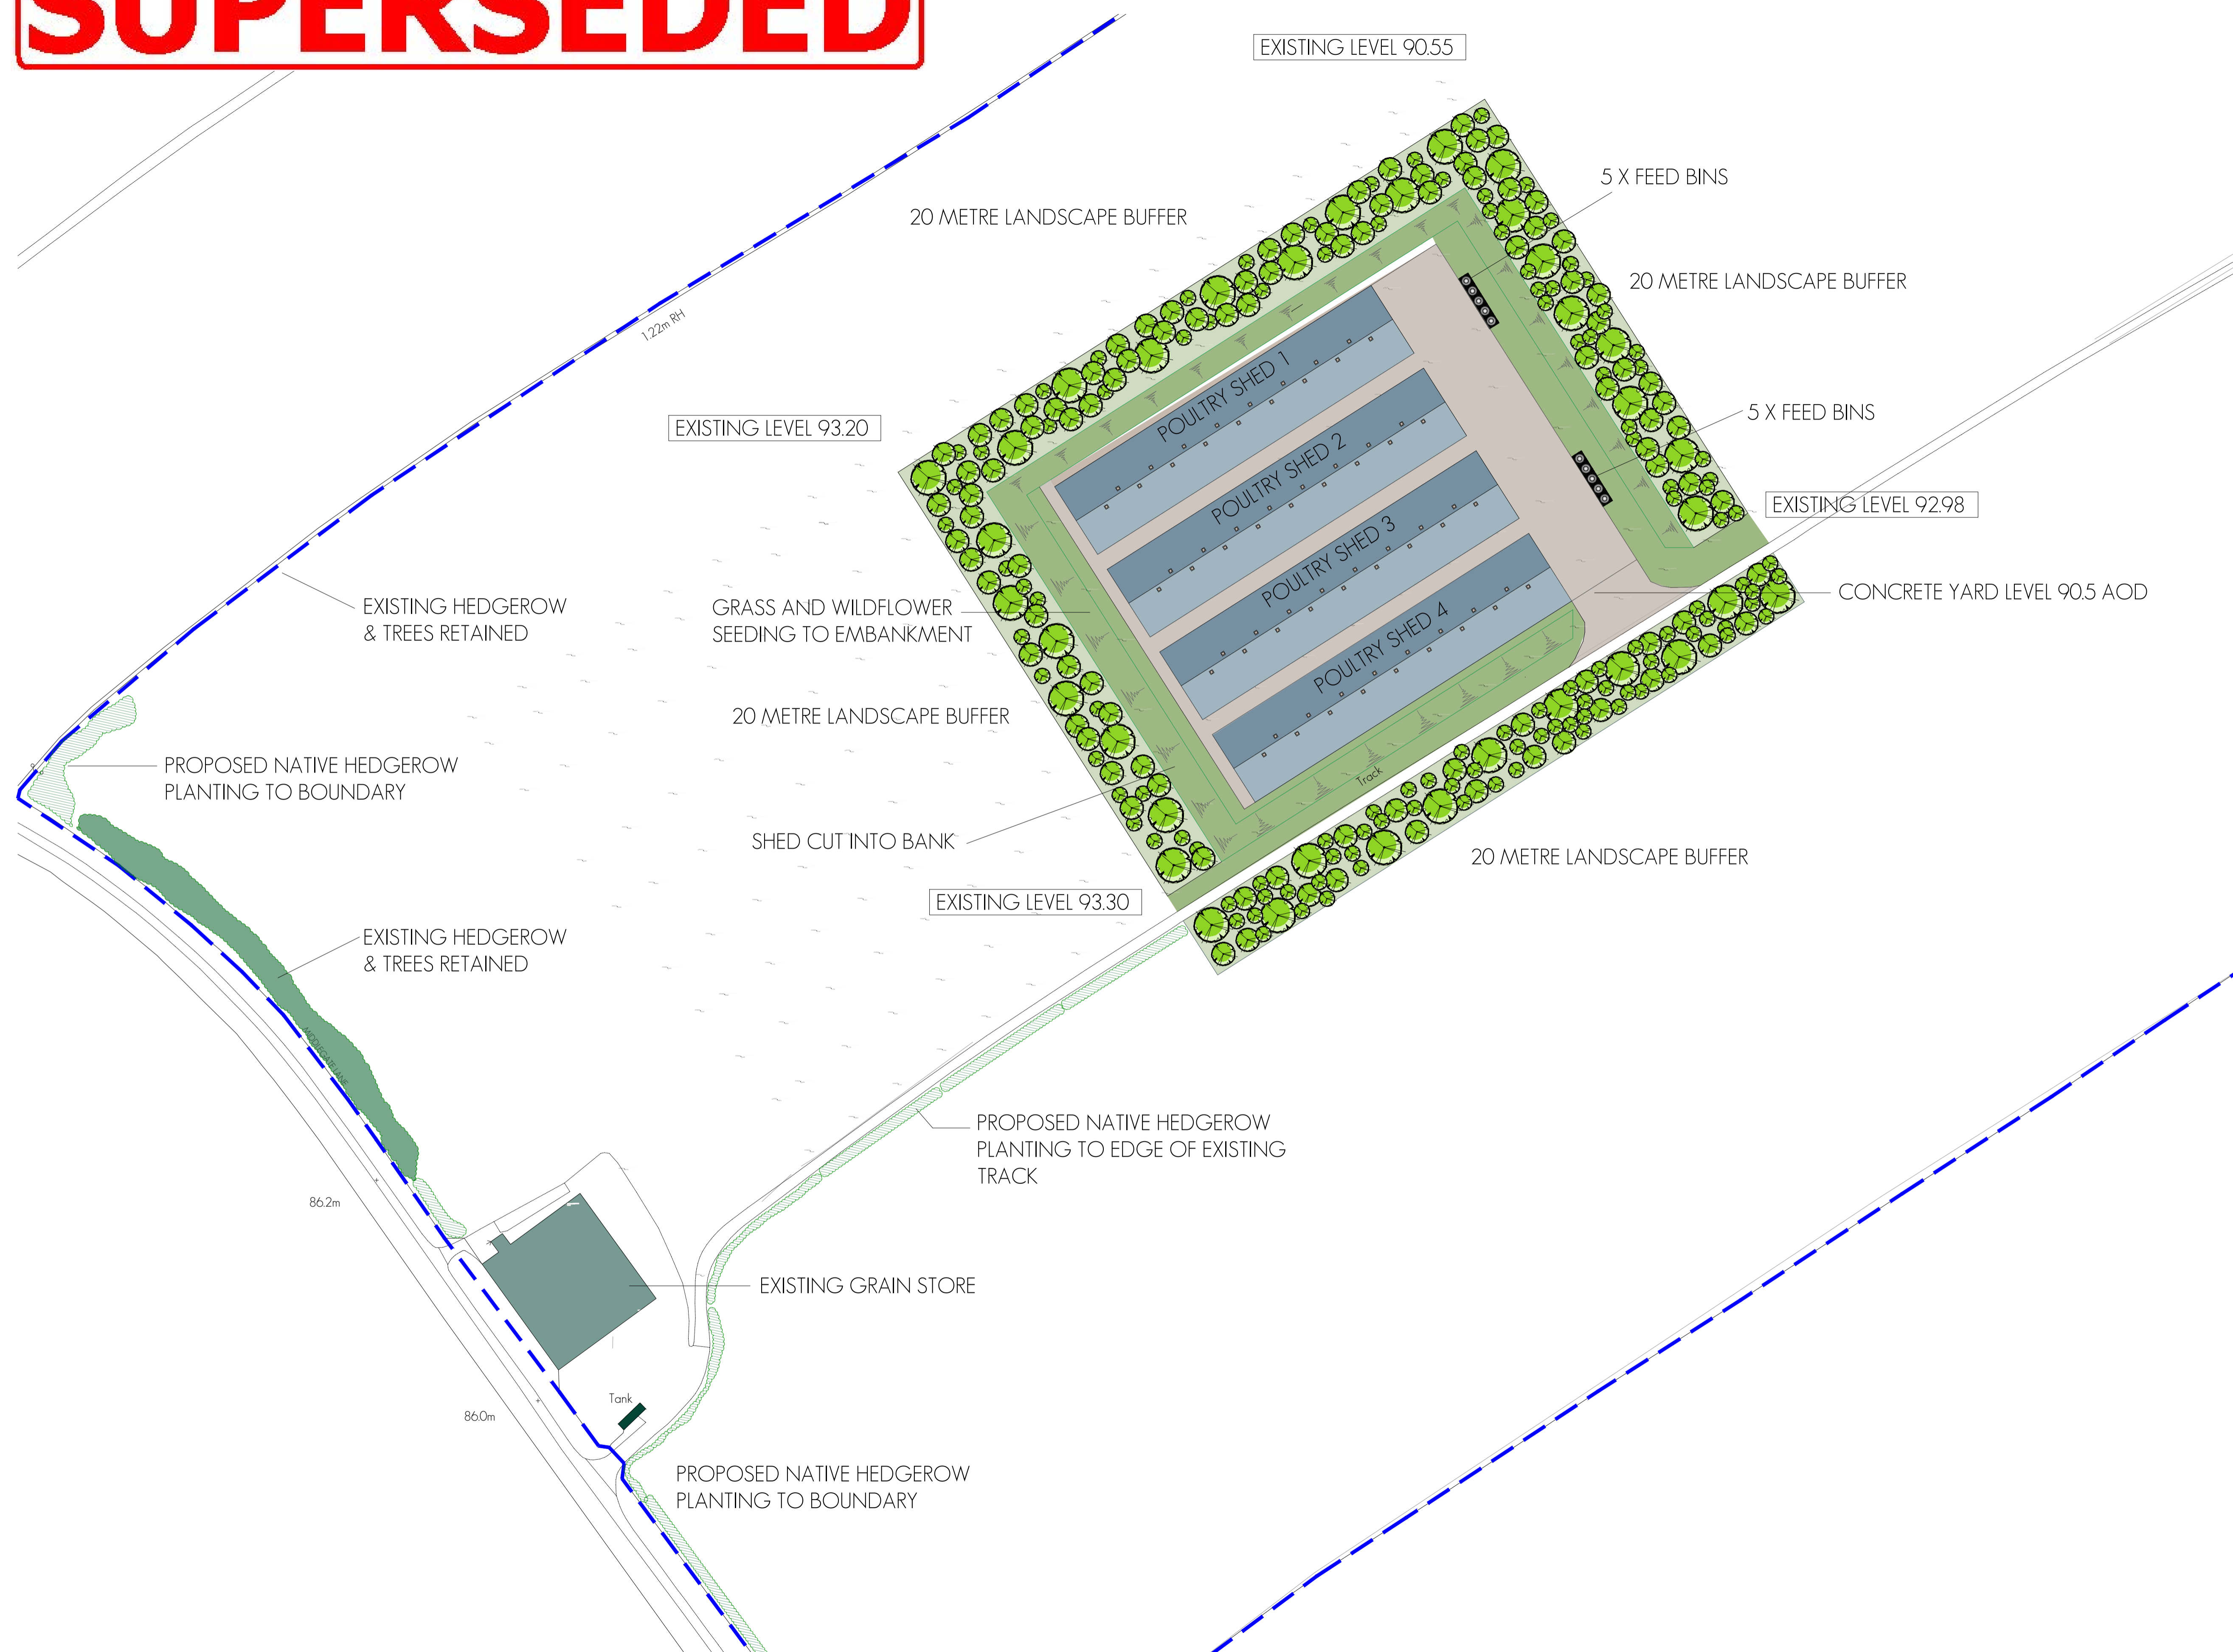 SUPERSEDED
EXISTING LEVEL 90.55
5 X FEED BINS
20 METRE LANDSCAPE BUFFER
20 METRE LANDSCAPE BUFFER
1.22m RH
POULTRY SHED 1
5 X FEED BINS
EXISTING LEVEL 93.20
POULTRY SHED 2
EXISTING LEVEL 92.98
POULTRY SHED 3
CONCRETE YARD LEVEL 90.5 AOD
EXISTING HEDGEROW
& TREES RETAINED
GRASS AND WILDFLOWER
SEEDING TO EMBANKMENT
POULTRY SHED 4
20 METRE LANDSCAPE BUFFER
PROPOSED NATIVE HEDGEROW
PLANTING TO BOUNDARY
Track
SHED CUT INTO BANK
20 METRE LANDSCAPE BUFFER
EXISTING LEVEL 93.30
EXISTING HEDGEROW
& TREES RETAINED
MIDDLEGATE LANE
PROPOSED NATIVE HEDGEROW
PLANTING TO EDGE OF EXISTING
TRACK
86.2m
EXISTING GRAIN STORE
Tank
86.0m
PROPOSED NATIVE HEDGEROW
PLANTING TO BOUNDARY